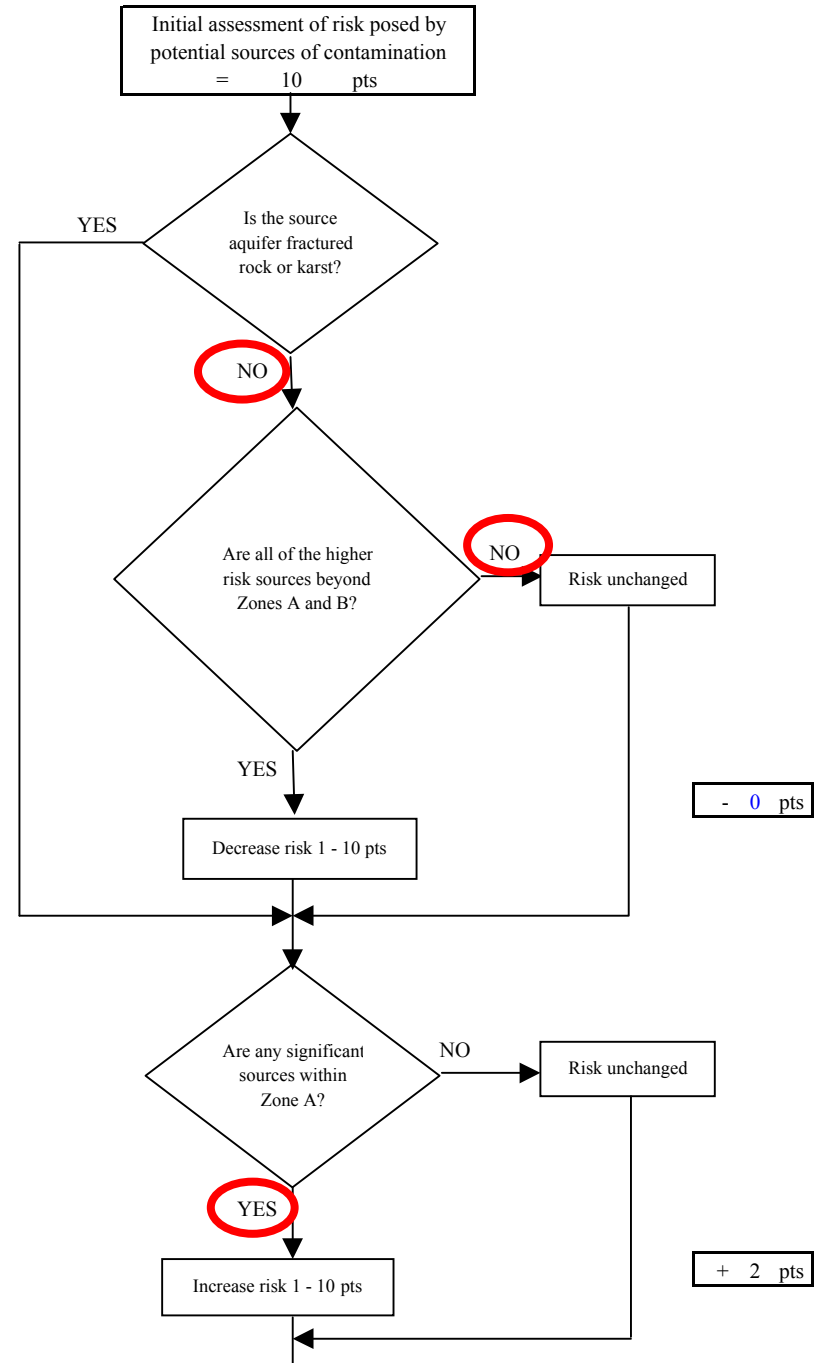 Initial assessment of risk posed by
potential sources of contamination
= 10 pts
YES
Is the source
aquifer fractured
rock or karst?
NO
Are all of the higher
risk sources beyond
Zones A and B?
NO
Risk unchanged
YES
- 0 pts
Decrease risk 1 - 10 pts
Are any significant
sources within
Zone A?
NO
Risk unchanged
YES
+ 2 pts
Increase risk 1 - 10 pts